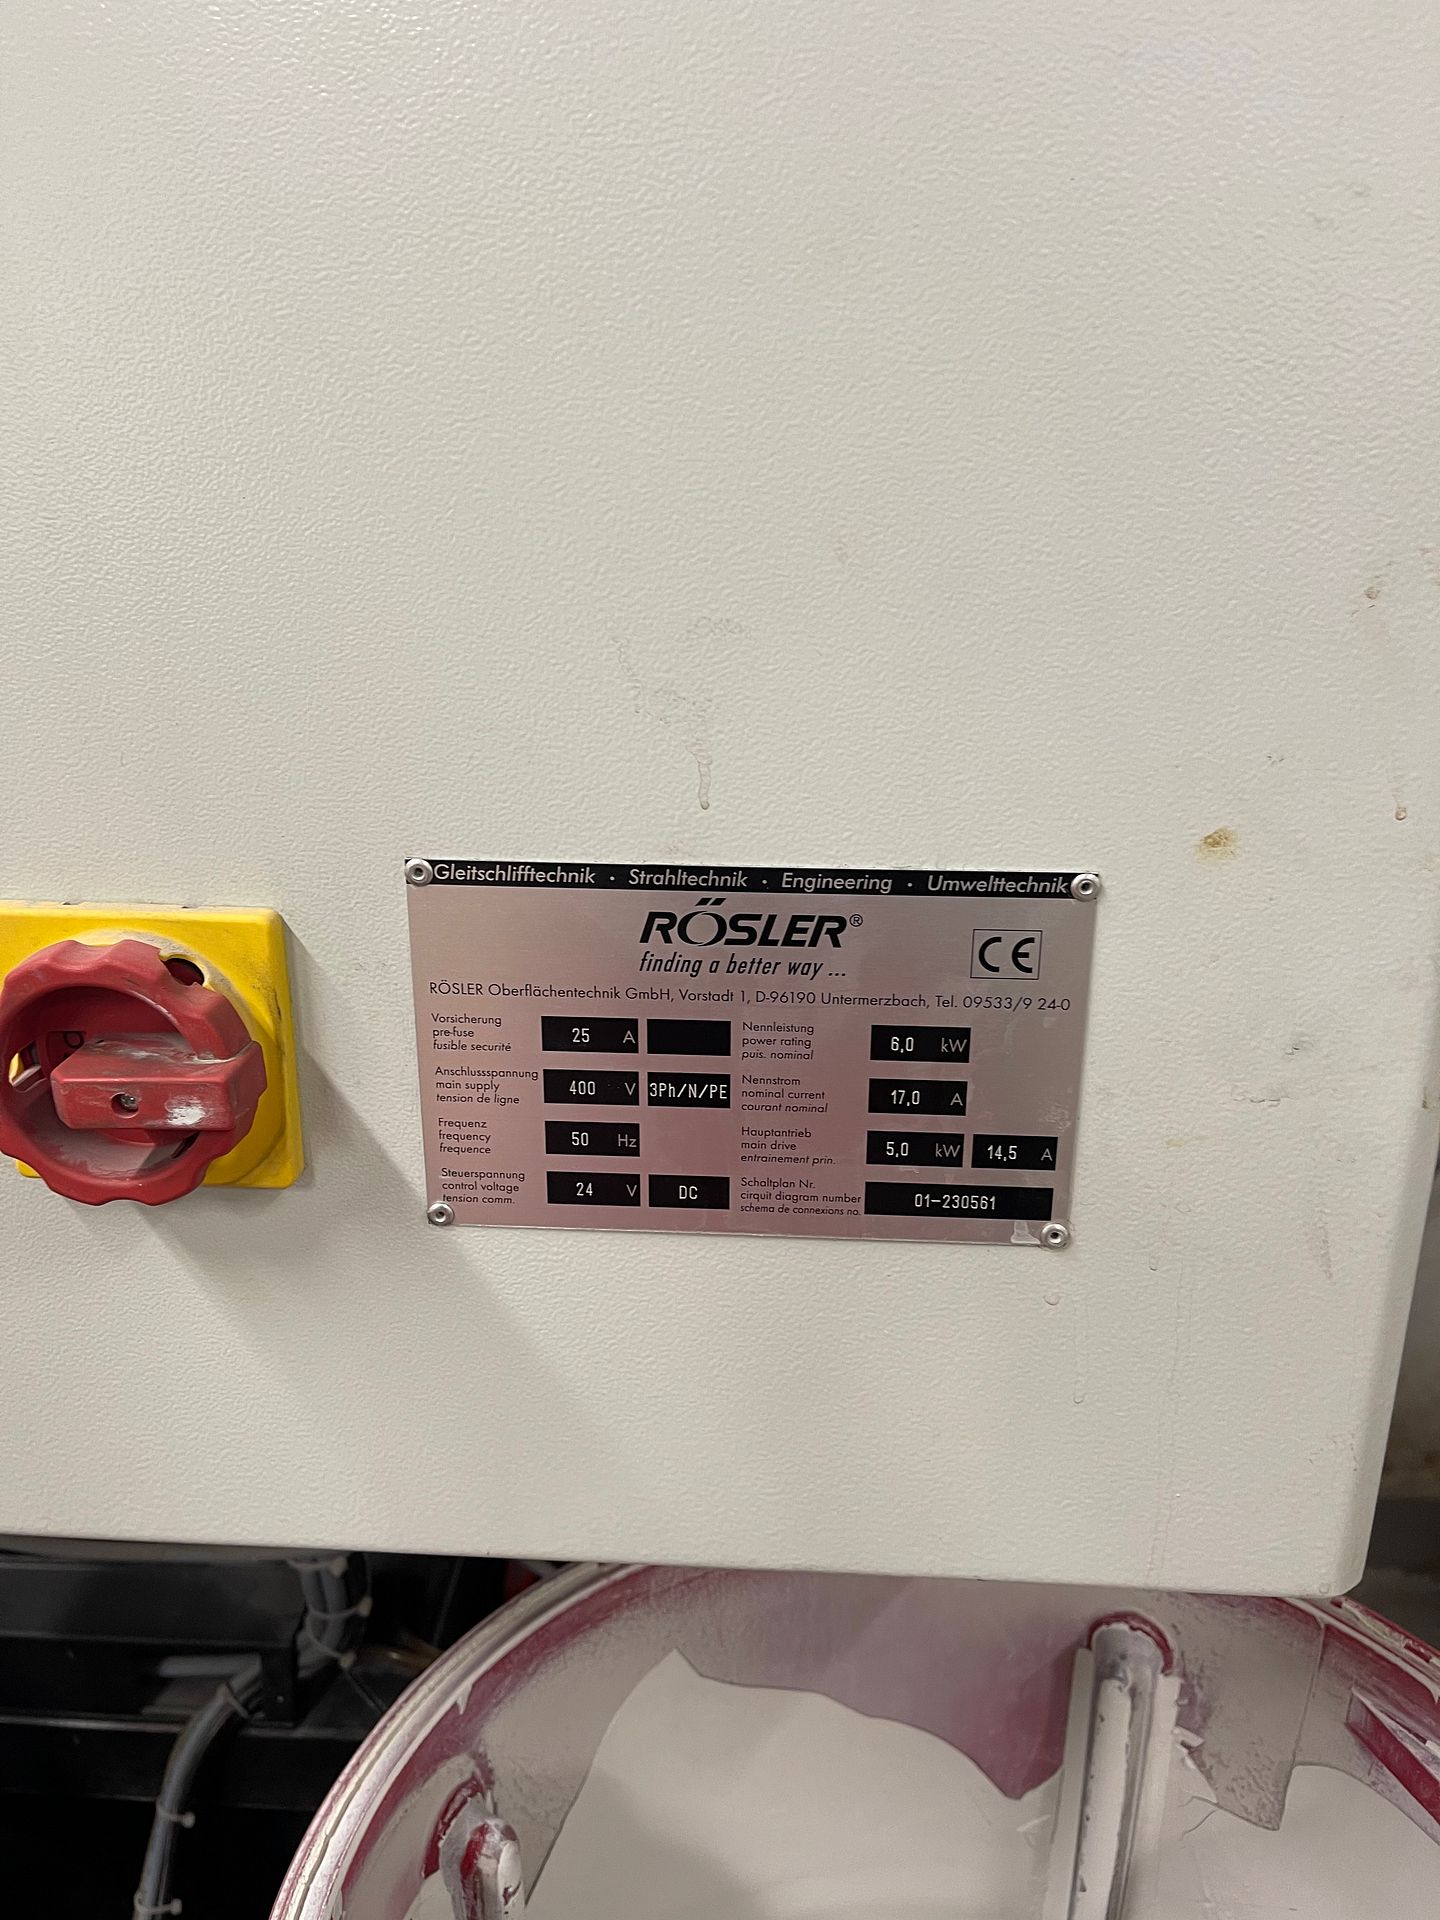 Gleitschlifftechnik · Strahltechnik · Engineering · Umwelttechnik
RÖSLER®
finding a better way ...
CE
RÖSLER Oberflächentechnik GmbH, Vorstadt 1, D-96190 Untermerzbach, Tel. 09533/9 24-0
Vorsicherung
pre-fuse
fusible securité
25 A
Nennleistung
power rating
puis. nominal
6,0 kW
Anschlussspannung
main supply
tension de ligne
400 V
3Ph/N/PE
Nennstrom
nominal current
courant nominal
17,0 A
Frequenz
frequency
frequence
50 Hz
Hauptantrieb
main drive
entrainement prin.
5,0 kW
14,5 A
Steuerspannung
control voltage
tension comm.
24 V
DC
Schaltplan Nr.
cirquit diagram number
schema de connexions no.
01-230561